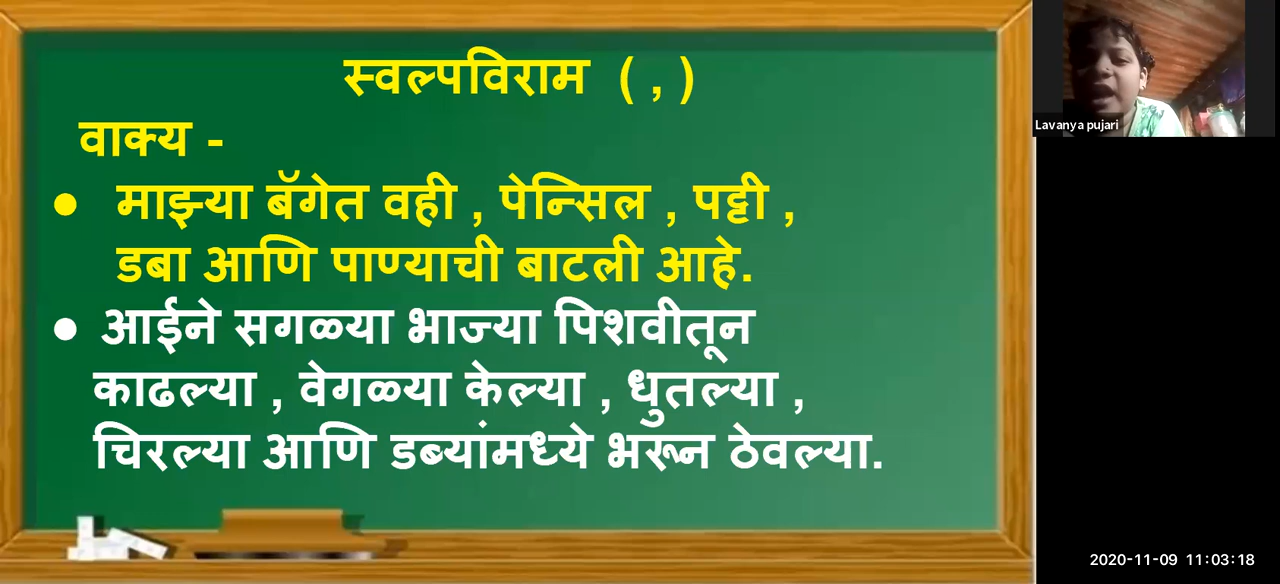 स्वल्पविराम ( , )
वाक्य -
● माझ्या बॅगेत वही , पेन्सिल , पट्टी ,
डबा आणि पाण्याची बाटली आहे.
● आईने सगळ्या भाज्या पिशवीतून
काढल्या , वेगळ्या केल्या , धुतल्या ,
चिरल्या आणि डब्यांमध्ये भरून ठेवल्या.
Lavanya pujari
2020-11-09 11:03:18